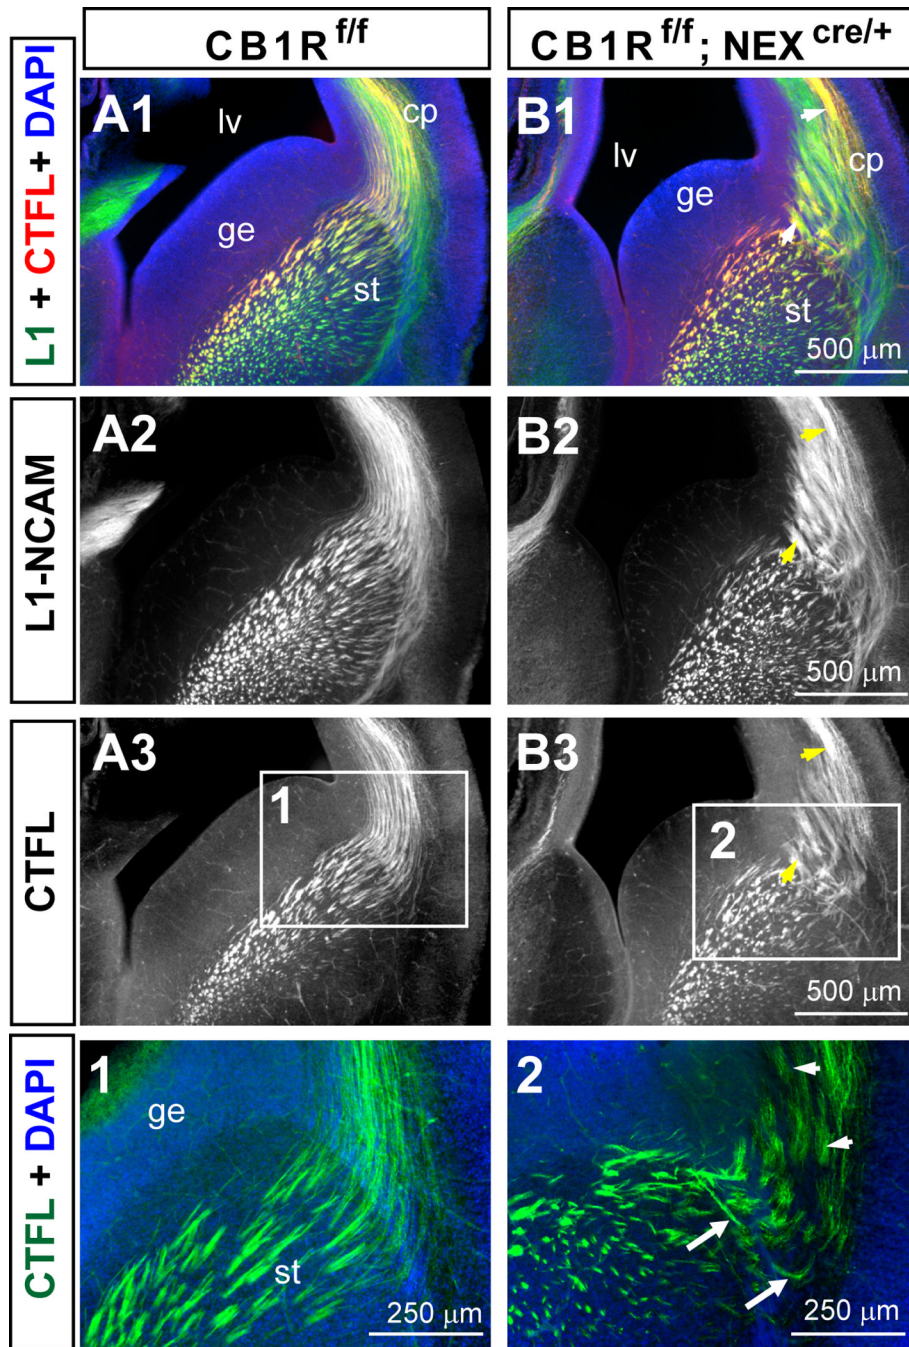 CB1R f/f
CB1R f/f ; NEX cre/+
L1 + CTFL+ DAPI
A1
lv
cp
ge
st
B1
lv
cp
ge
st
500 µm
L1-NCAM
A2
B2
500 µm
CTFL
A3
1
B3
2
500 µm
CTFL + DAPI
1
ge
st
250 µm
2
250 µm